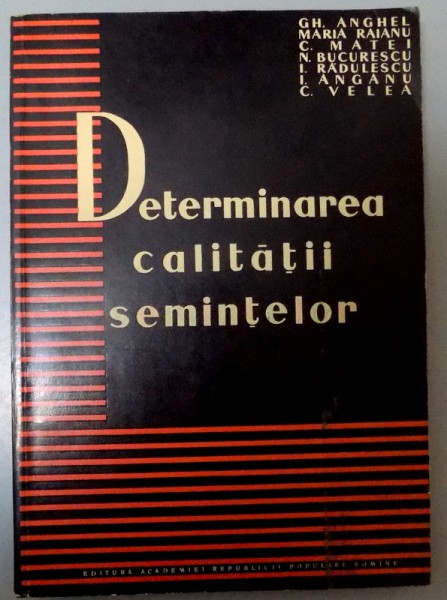 GH. ANGHEL
MARIA RAIANU
C. MATEI
N. BUCURESCU
I. RĂDULESCU
I. ANGANU
C. VELEA
Determinarea
calității
semințelor
EDITURA ACADEMIEI REPUBLICII POPULARE ROMÎNE